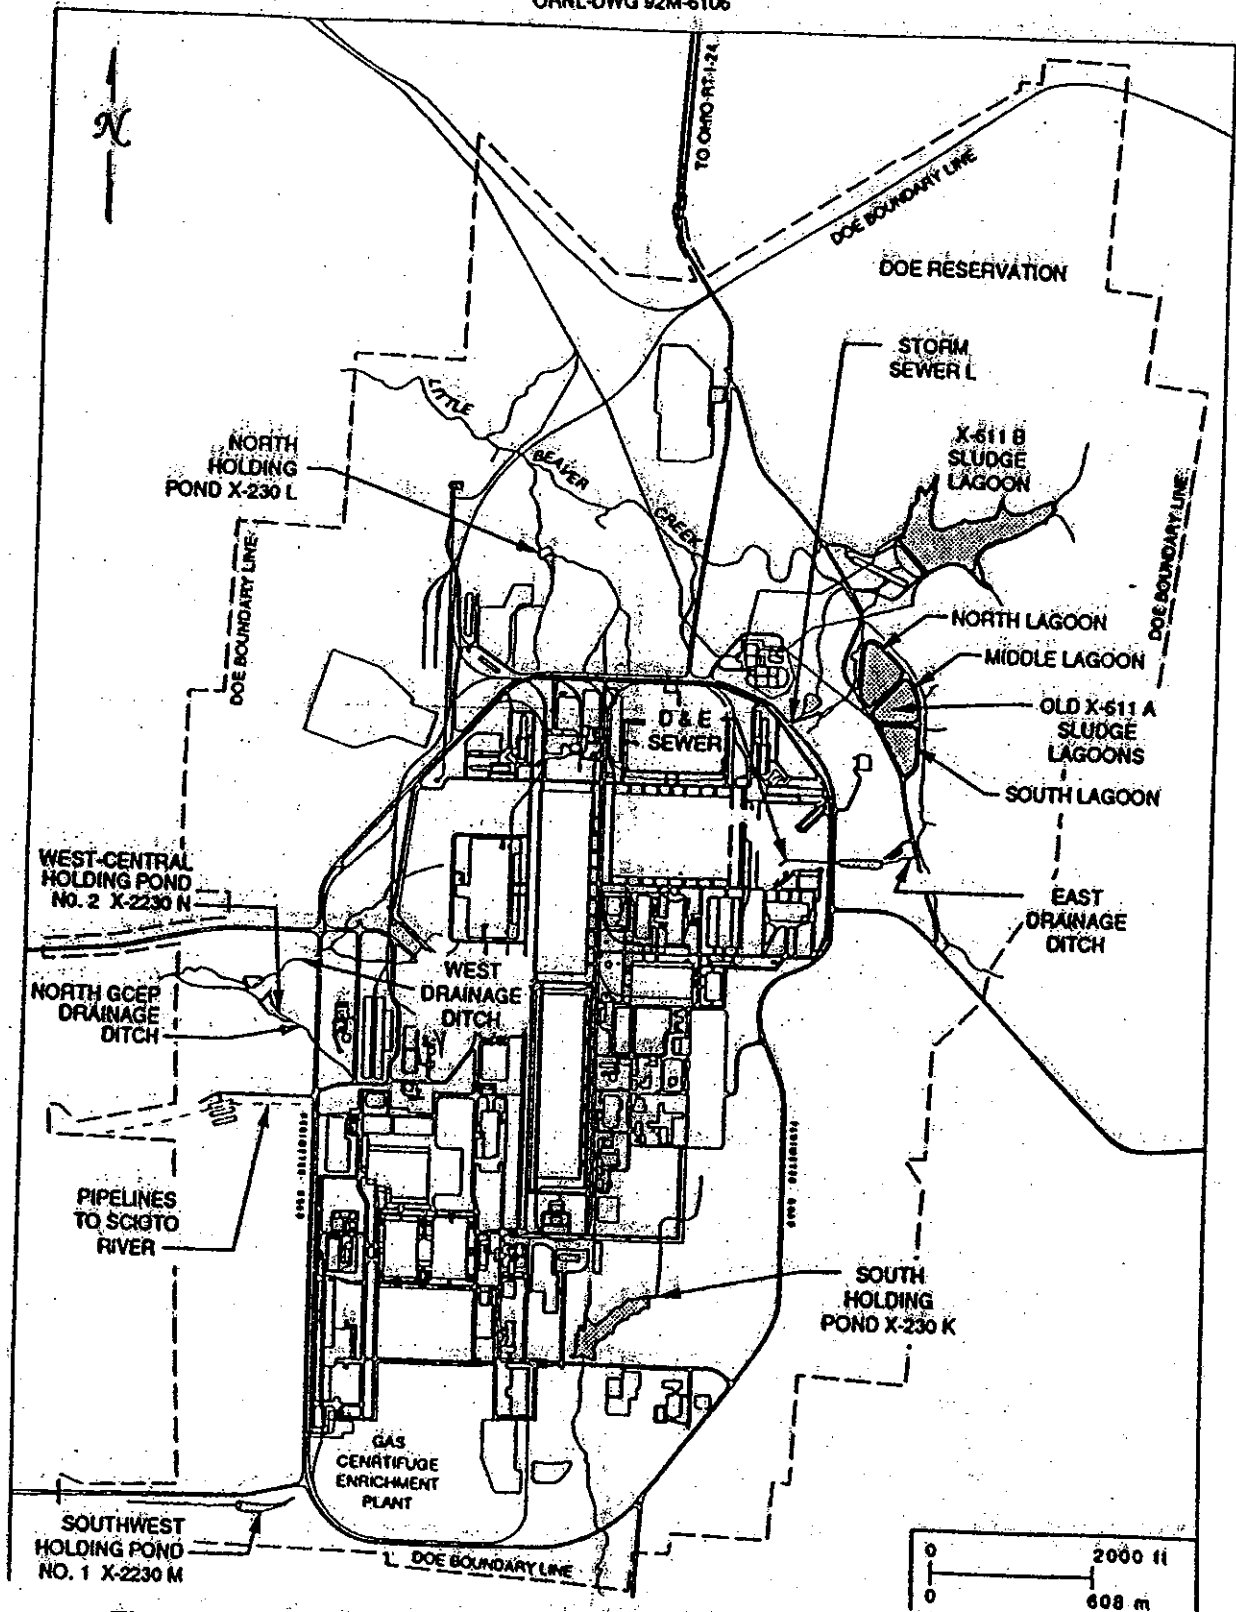 ORNL-DWG 92M-6106
N
TO OHIO RT. I-24
DOE BOUNDARY LINE
DOE RESERVATION
STORM
SEWER L
LITTLE
BEAVER
CREEK
X-611 B
SLUDGE
LAGOON
NORTH
HOLDING
POND X-230 L
DOE BOUNDARY LINE
DOE BOUNDARY LINE
NORTH LAGOON
MIDDLE LAGOON
OLD X-611 A
SLUDGE
LAGOONS
SOUTH LAGOON
D & E
SEWER
WEST-CENTRAL
HOLDING POND
NO. 2 X-2230 N
EAST
DRAINAGE
DITCH
WEST
DRAINAGE
DITCH
NORTH GCEP
DRAINAGE
DITCH
PIPELINES
TO SCIOTO
RIVER
SOUTH
HOLDING
POND X-230 K
GAS
CENRTIFUGE
ENRICHMENT
PLANT
SOUTHWEST
HOLDING POND
NO. 1 X-2230 M
DOE BOUNDARY LINE
0 2000 ft
0 608 m